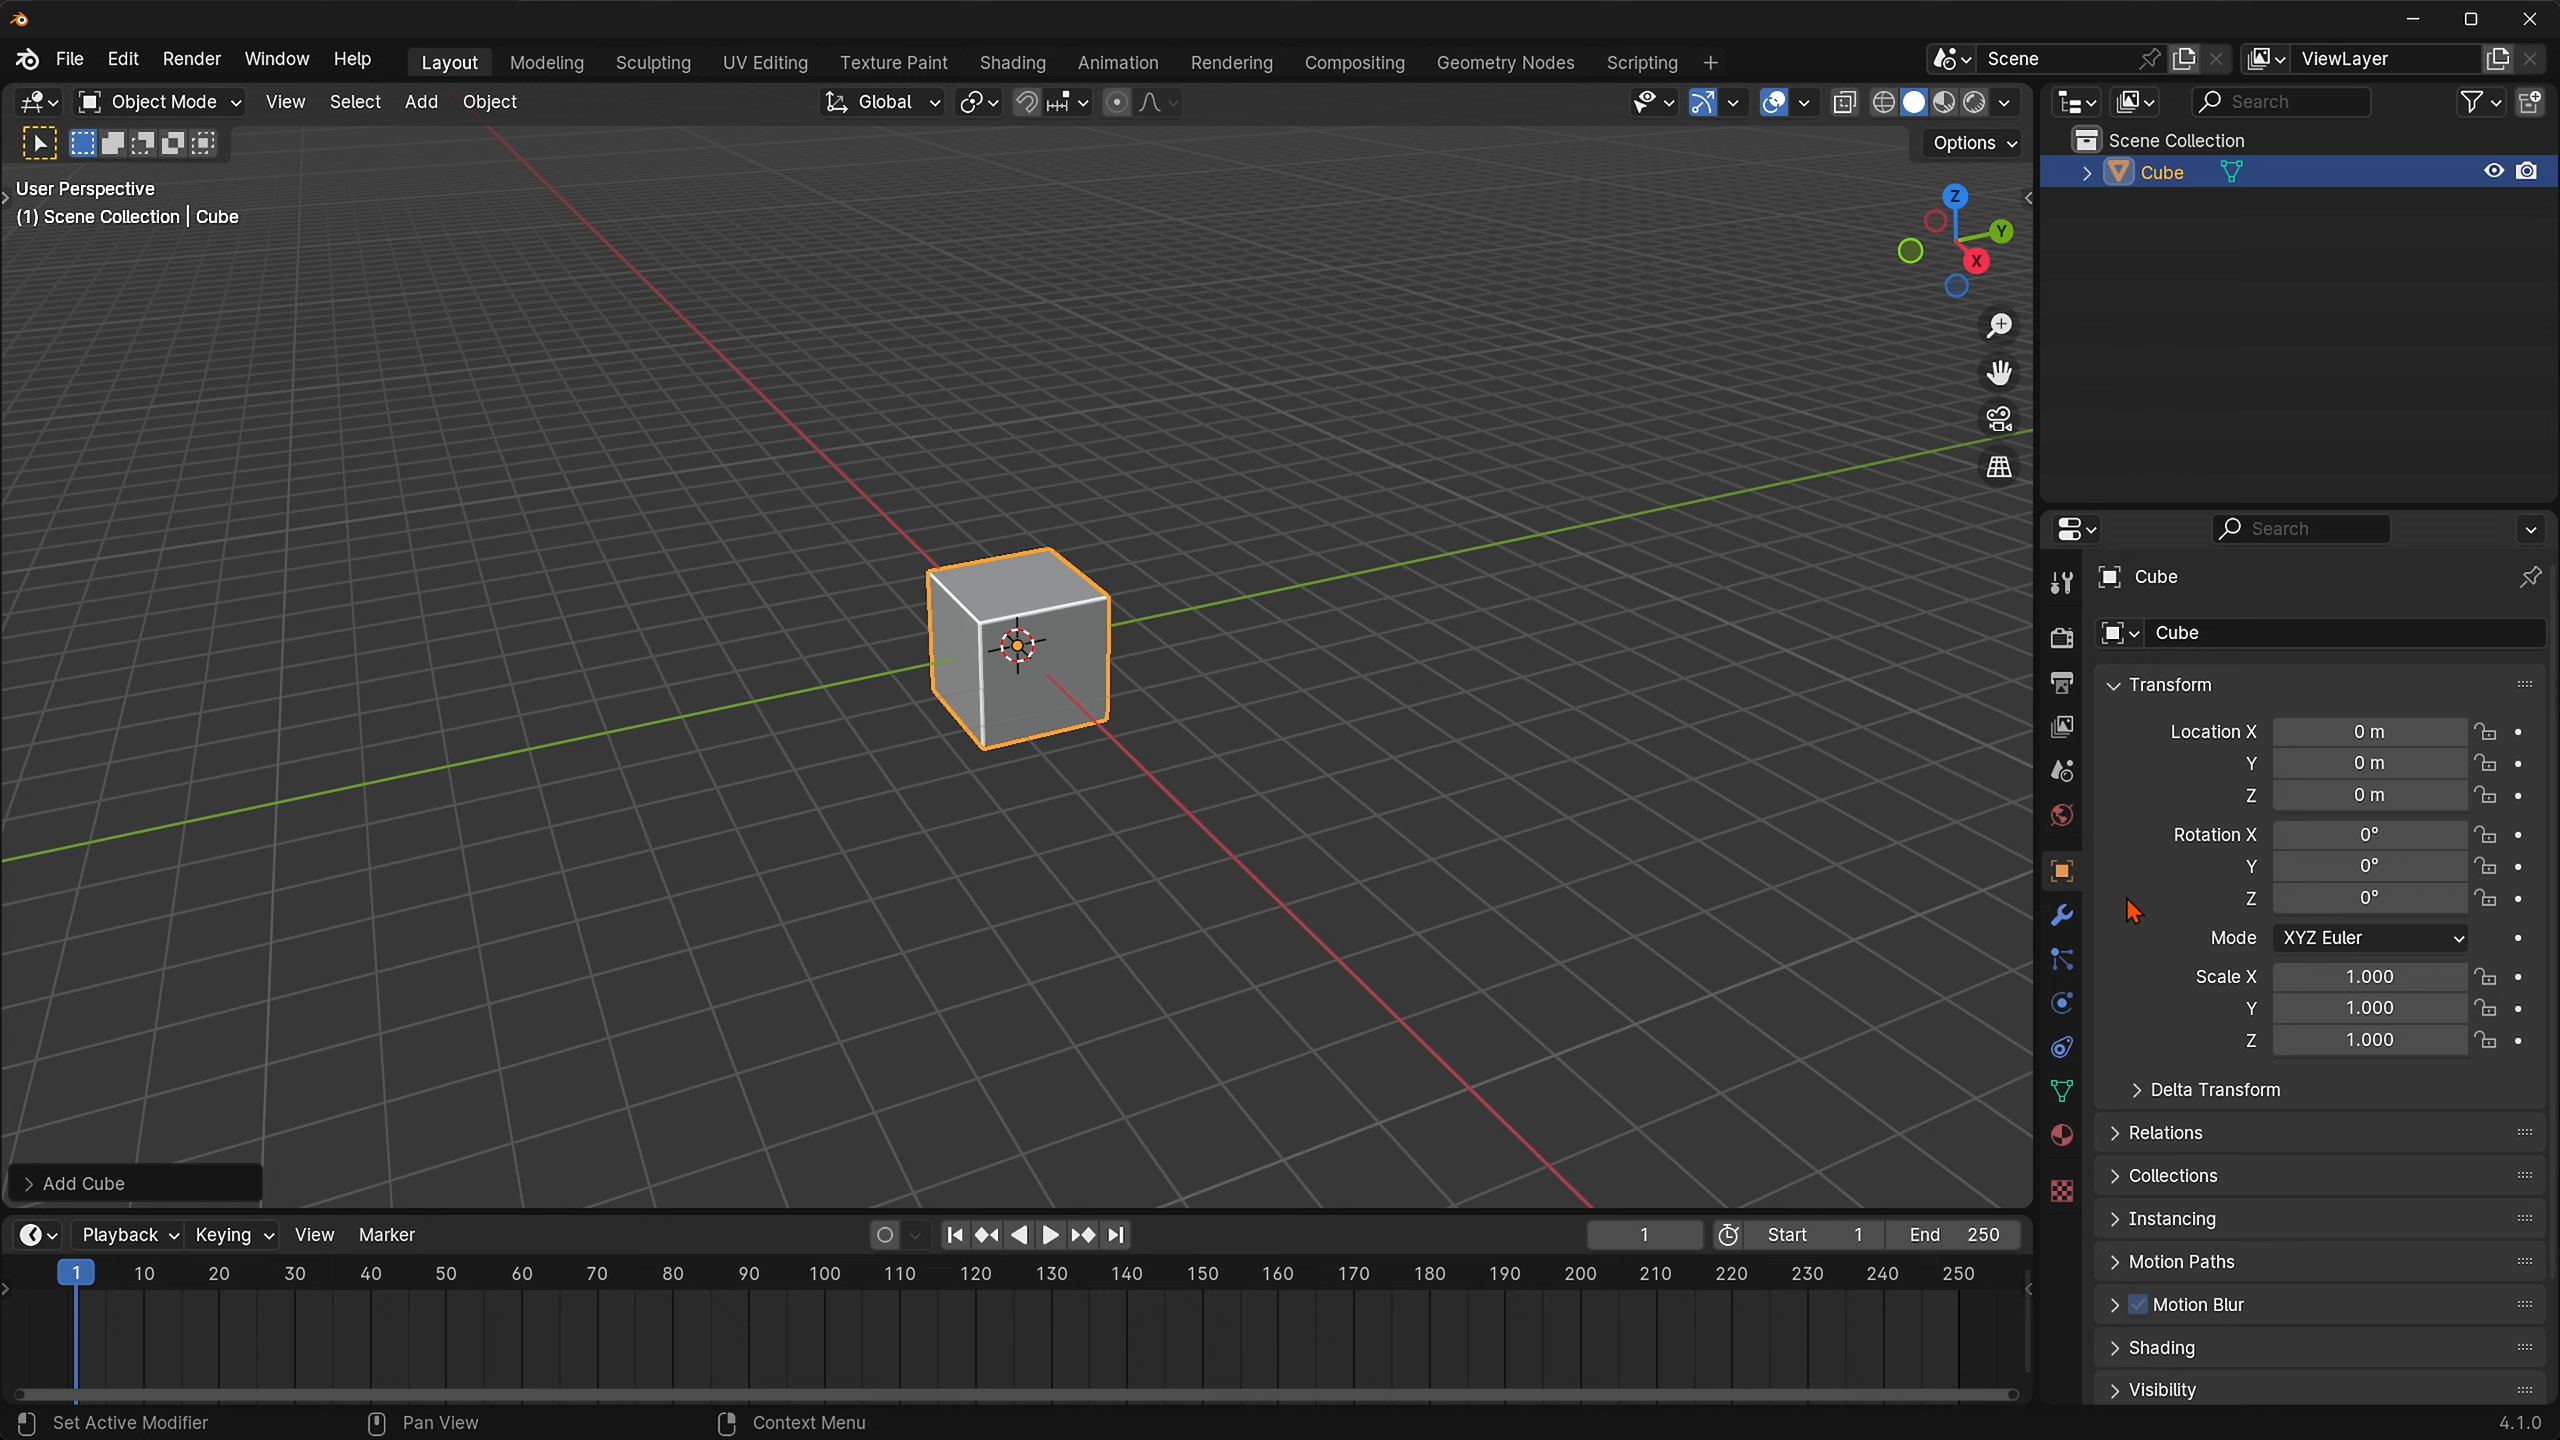 File Edit Render Window Help Layout Modeling Sculpting UV Editing Texture Paint Shading Animation Rendering Compositing Geometry Nodes Scripting + Scene ViewLayer
Object Mode View Select Add Object Global Search
Options
Scene Collection
Cube
User Perspective
(1) Scene Collection | Cube
Z
Y
X
Search
Cube
Cube
Transform
Location X 0 m
Y 0 m
Z 0 m
Rotation X 0°
Y 0°
Z 0°
Mode XYZ Euler
Scale X 1.000
Y 1.000
Z 1.000
Delta Transform
Relations
Collections
Instancing
Motion Paths
Motion Blur
Shading
Visibility
Add Cube
Playback Keying View Marker 1 Start 1 End 250
1 10 20 30 40 50 60 70 80 90 100 110 120 130 140 150 160 170 180 190 200 210 220 230 240 250
Set Active Modifier Pan View Context Menu 4.1.0